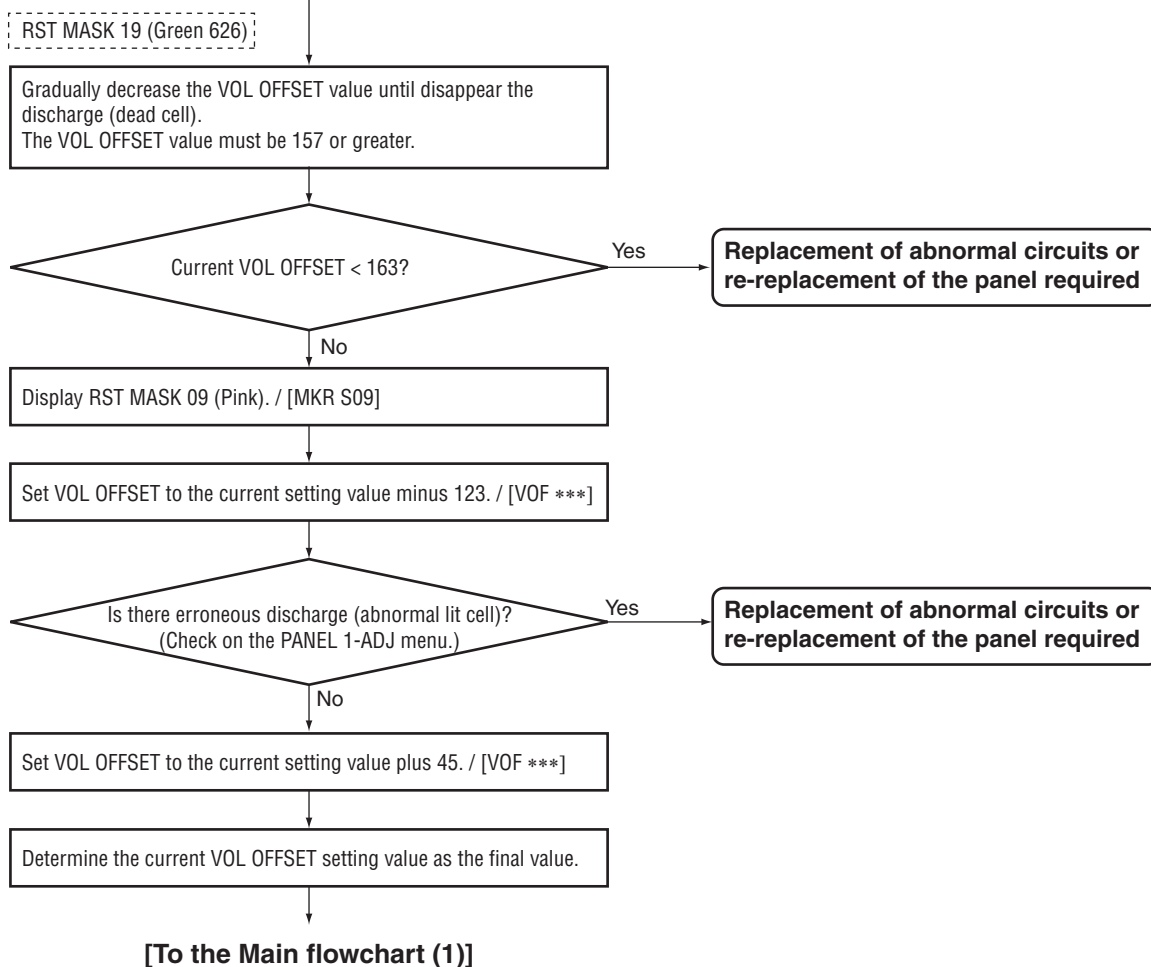 RST MASK 19 (Green 626)
Gradually decrease the VOL OFFSET value until disappear the
discharge (dead cell).
The VOL OFFSET value must be 157 or greater.
Current VOL OFFSET < 163?
Yes
Replacement of abnormal circuits or
re-replacement of the panel required
No
Display RST MASK 09 (Pink). / [MKR S09]
Set VOL OFFSET to the current setting value minus 123. / [VOF ***]
Is there erroneous discharge (abnormal lit cell)?
(Check on the PANEL 1-ADJ menu.)
Yes
Replacement of abnormal circuits or
re-replacement of the panel required
No
Set VOL OFFSET to the current setting value plus 45. / [VOF ***]
Determine the current VOL OFFSET setting value as the final value.
[To the Main flowchart (1)]